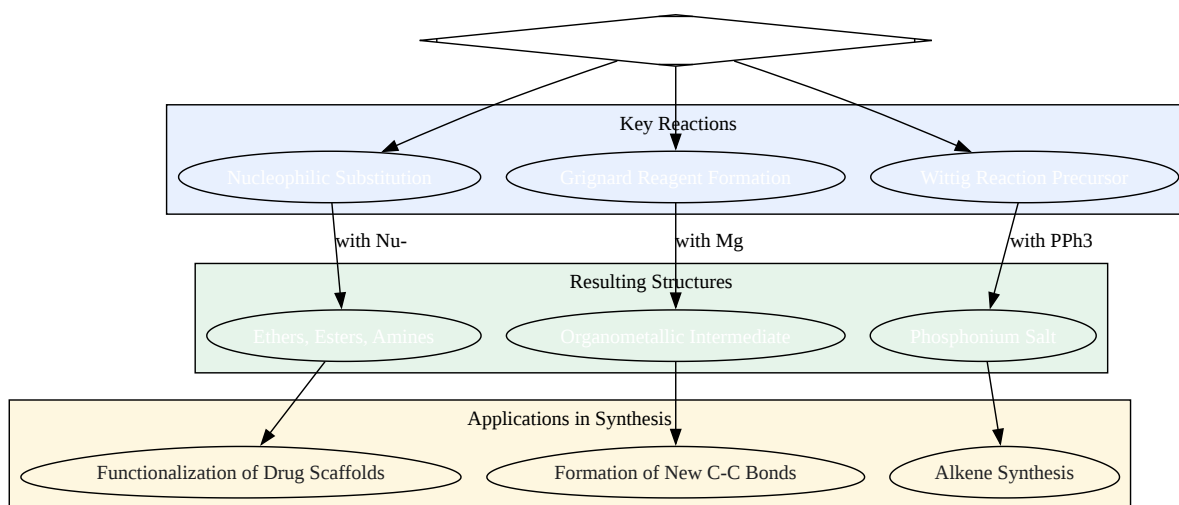 Key Reactions
Nucleophilic Substitution
Grignard Reagent Formation
Wittig Reaction Precursor
with Nu-
with Mg
with PPh3
Resulting Structures
Ethers, Esters, Amines
Organometallic Intermediate
Phosphonium Salt
Applications in Synthesis
Functionalization of Drug Scaffolds
Formation of New C-C Bonds
Alkene Synthesis